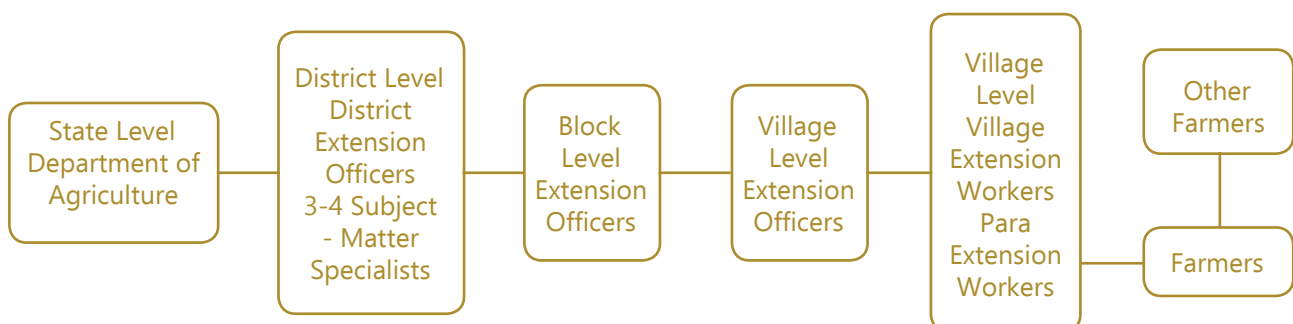 State Level
Department of
Agriculture
District Level
District
Extension
Officers
3-4 Subject
- Matter
Specialists
Block
Level
Extension
Officers
Village
Level
Extension
Officers
Village
Level
Village
Extension
Workers
Para
Extension
Workers
Other
Farmers
Farmers